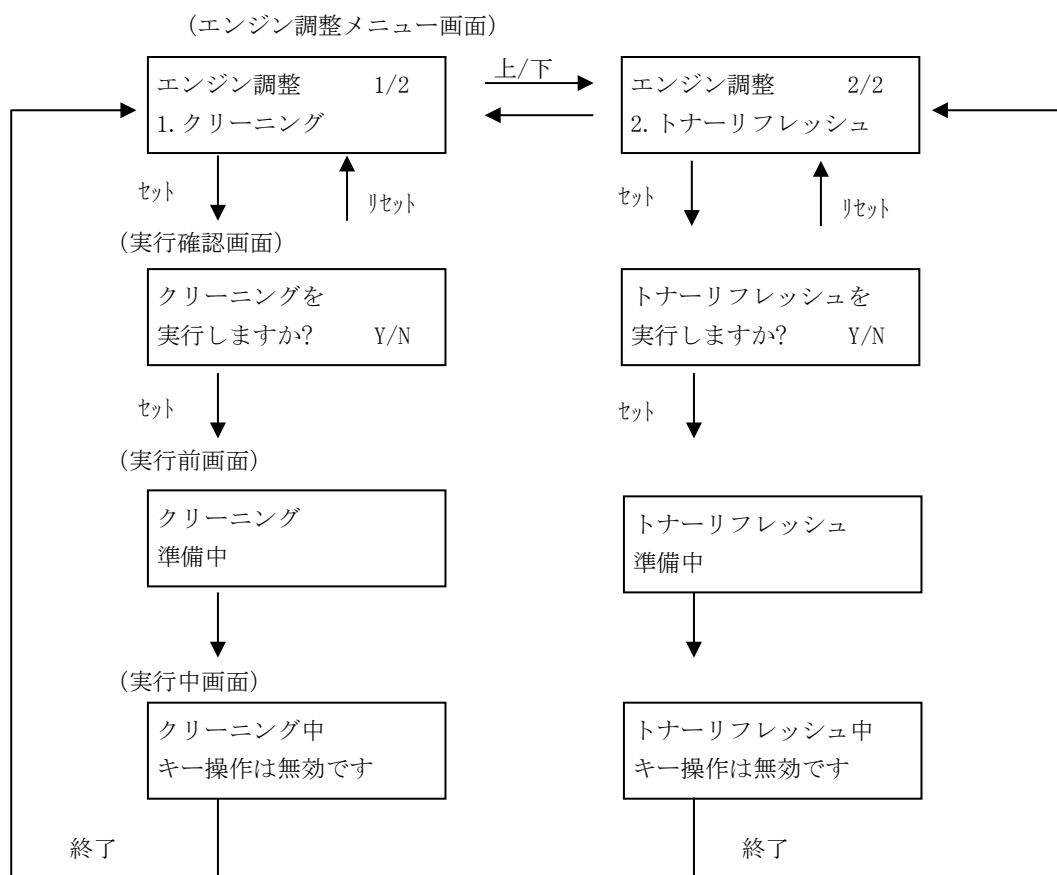 (エンジン調整メニュー画面)
エンジン調整 1/2
1.クリーニング
上/下
エンジン調整 2/2
2.トナーリフレッシュ
ｾｯﾄ
ﾘｾｯﾄ
ｾｯﾄ
ﾘｾｯﾄ
(実行確認画面)
クリーニングを
実行しますか? Y/N
トナーリフレッシュを
実行しますか? Y/N
ｾｯﾄ
ｾｯﾄ
(実行前画面)
クリーニング
準備中
トナーリフレッシュ
準備中
(実行中画面)
クリーニング中
キー操作は無効です
トナーリフレッシュ中
キー操作は無効です
終了
終了